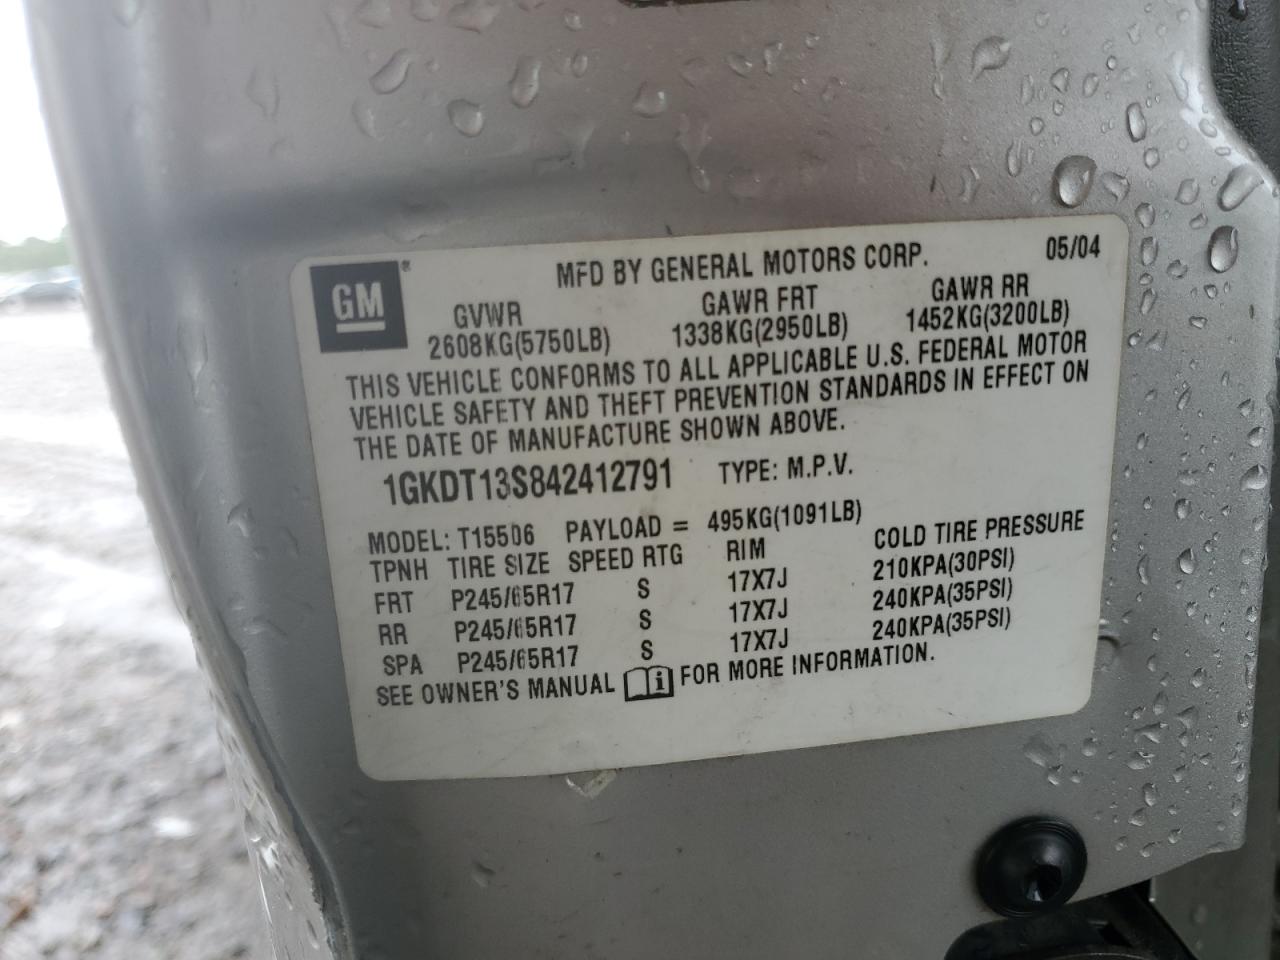 GM®
MFD BY GENERAL MOTORS CORP. 05/04
GVWR GAWR FRT GAWR RR
2608KG(5750LB) 1338KG(2950LB) 1452KG(3200LB)
THIS VEHICLE CONFORMS TO ALL APPLICABLE U.S. FEDERAL MOTOR
VEHICLE SAFETY AND THEFT PREVENTION STANDARDS IN EFFECT ON
THE DATE OF MANUFACTURE SHOWN ABOVE.
1GKDT13S842412791 TYPE: M.P.V.
MODEL: T15506 PAYLOAD = 495KG(1091LB)
TPNH TIRE SIZE SPEED RTG RIM COLD TIRE PRESSURE
FRT P245/65R17 S 17X7J 210KPA(30PSI)
RR P245/65R17 S 17X7J 240KPA(35PSI)
SPA P245/65R17 S 17X7J 240KPA(35PSI)
SEE OWNER'S MANUAL i FOR MORE INFORMATION.